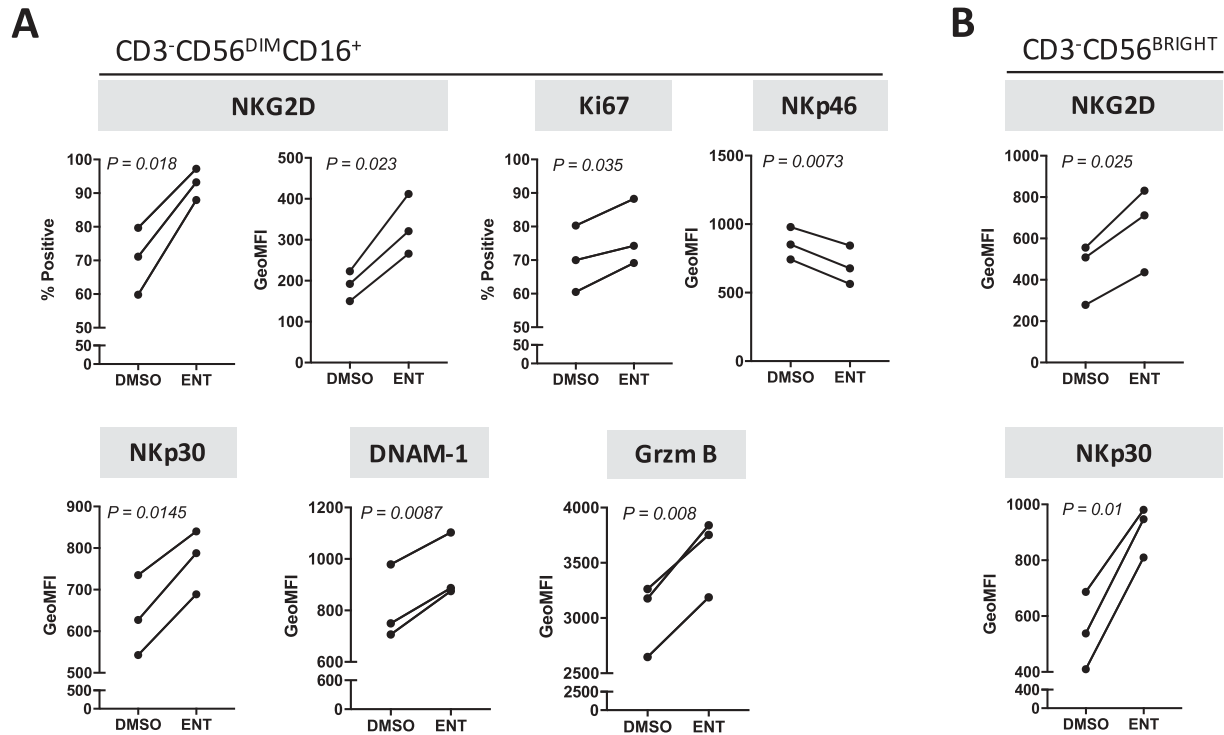 A
CD3-CD56DIMCD16+
NKG2D
P = 0.018
% Positive
100
90
80
70
60
50
50
0
DMSO ENT
P = 0.023
GeoMFI
500
400
300
200
100
0
DMSO ENT
Ki67
P = 0.035
% Positive
100
90
80
70
60
50
50
0
DMSO ENT
NKp46
P = 0.0073
GeoMFI
1500
1000
500
0
DMSO ENT
NKp30
P = 0.0145
GeoMFI
900
800
700
600
500
500
0
DMSO ENT
DNAM-1
P = 0.0087
GeoMFI
1200
1000
800
600
600
0
DMSO ENT
Grzm B
P = 0.008
GeoMFI
4000
3500
3000
2500
2500
0
DMSO ENT
B
CD3-CD56BRIGHT
NKG2D
P = 0.025
GeoMFI
1000
800
600
400
200
0
DMSO ENT
NKp30
P = 0.01
GeoMFI
1000
800
600
400
400
0
DMSO ENT